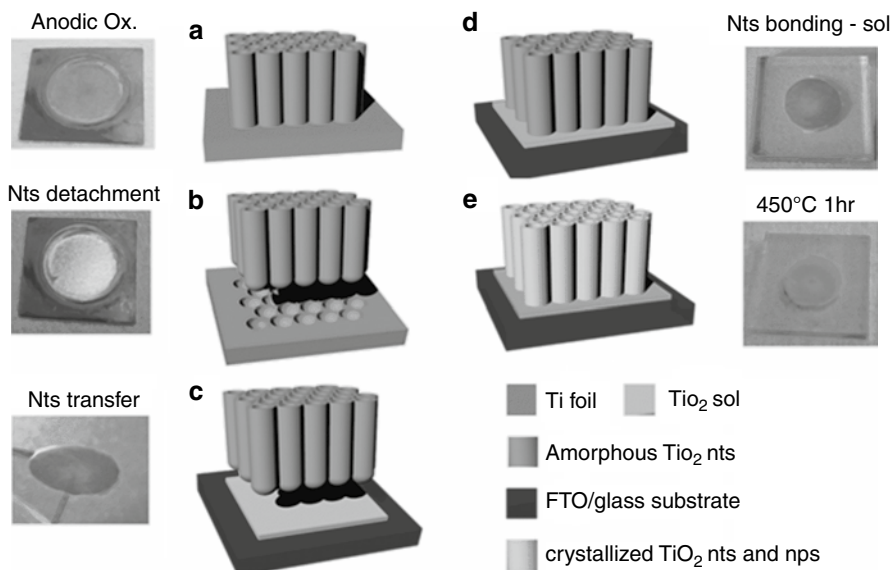 Anodic Ox.
a
d
Nts bonding - sol
Nts detachment
b
e
450°C 1hr
Nts transfer
c
Ti foil
Tio₂ sol
Amorphous Tio₂ nts
FTO/glass substrate
crystallized TiO₂ nts and nps